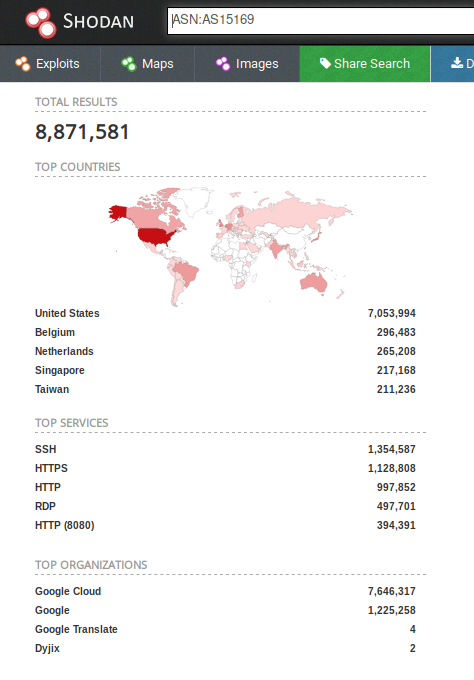 SHODAN
ASN:AS15169
Exploits Maps Images Share Search D
TOTAL RESULTS
8,871,581
TOP COUNTRIES
United States 7,053,994
Belgium 296,483
Netherlands 265,208
Singapore 217,168
Taiwan 211,236
TOP SERVICES
SSH 1,354,587
HTTPS 1,128,808
HTTP 997,852
RDP 497,701
HTTP (8080) 394,391
TOP ORGANIZATIONS
Google Cloud 7,646,317
Google 1,225,258
Google Translate 4
Dyjix 2